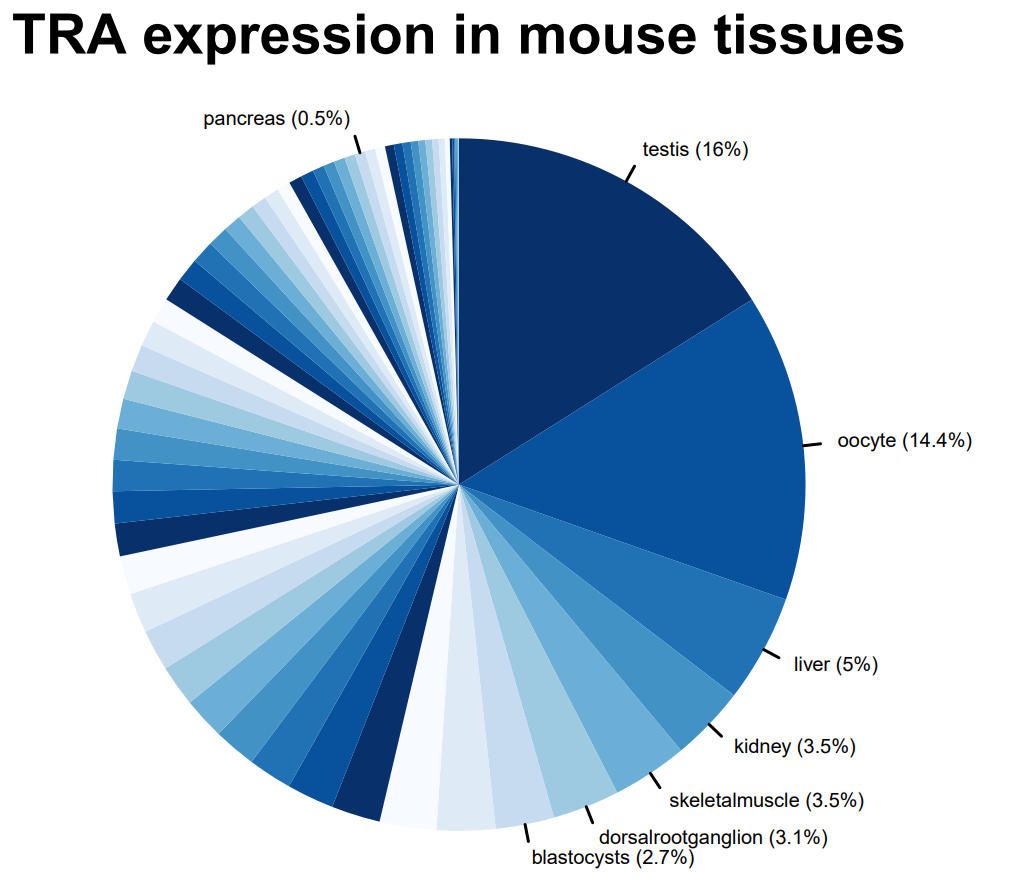 TRA expression in mouse tissues
pancreas (0.5%)
testis (16%)
oocyte (14.4%)
liver (5%)
kidney (3.5%)
skeletalmuscle (3.5%)
dorsalrootganglion (3.1%)
blastocysts (2.7%)